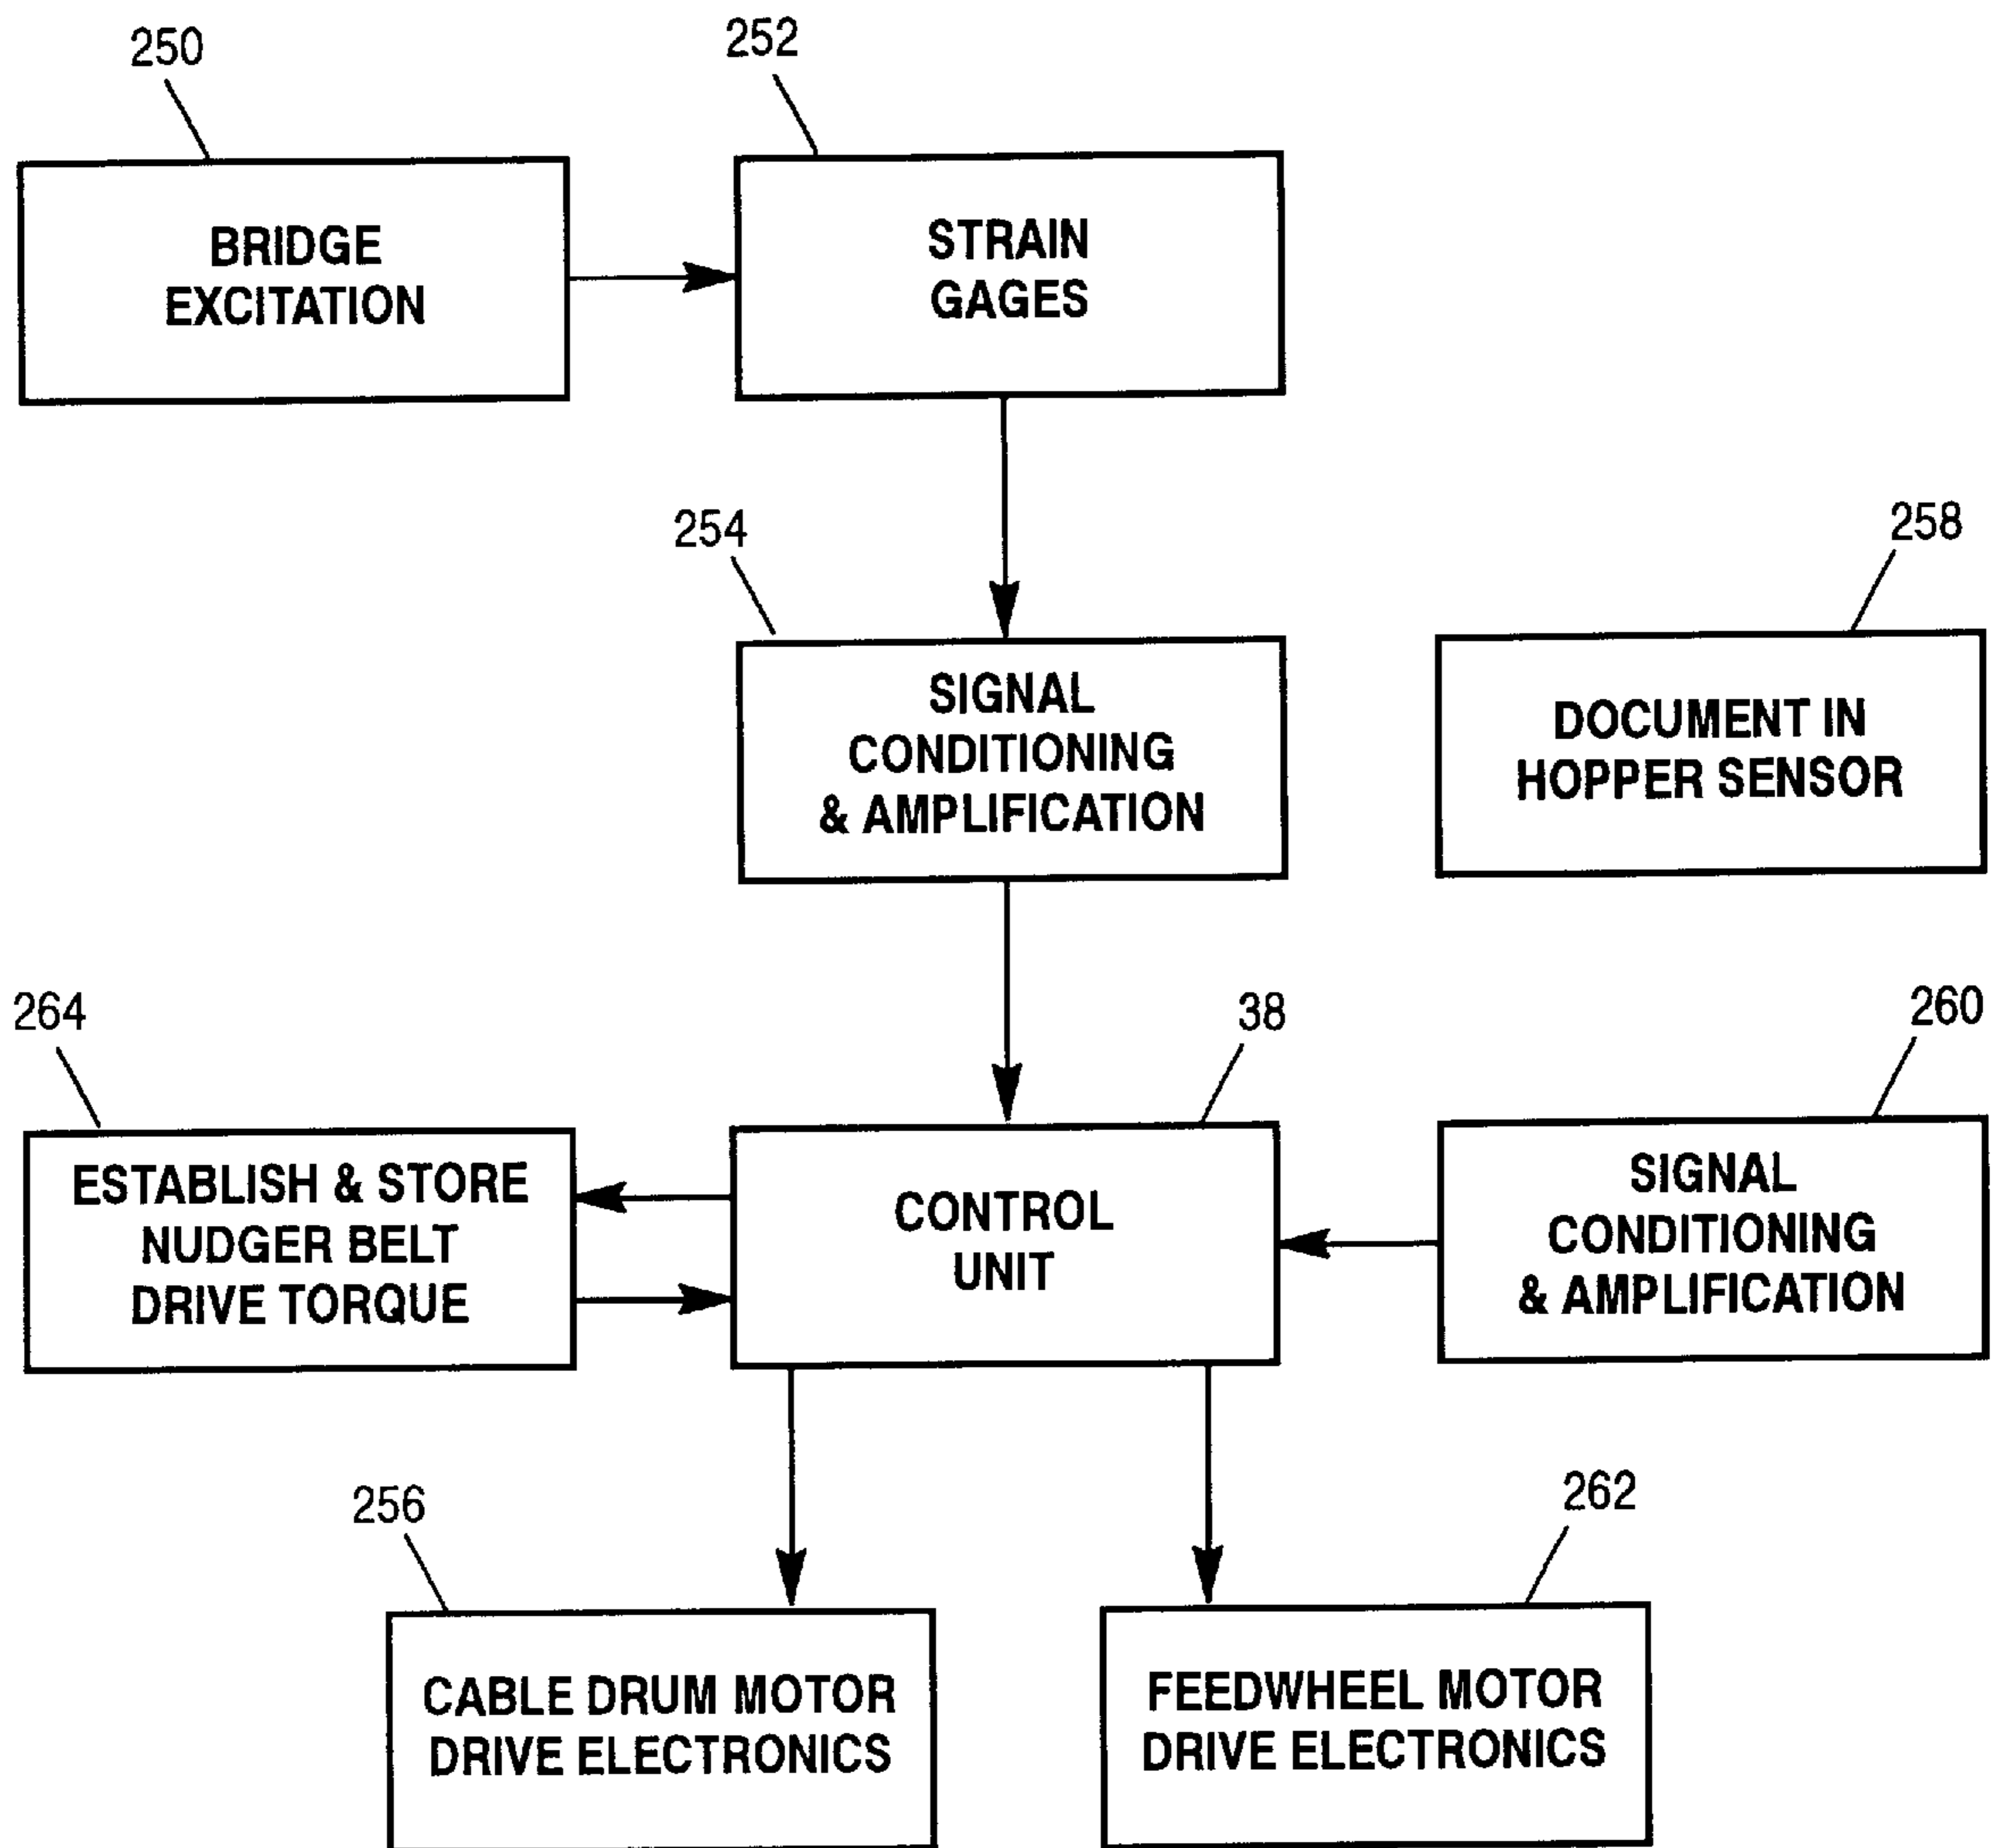 250
252
BRIDGE
EXCITATION
STRAIN
GAGES
254
258
SIGNAL
CONDITIONING
& AMPLIFICATION
DOCUMENT IN
HOPPER SENSOR
264
38
260
ESTABLISH & STORE
NUDGER BELT
DRIVE TORQUE
CONTROL
UNIT
SIGNAL
CONDITIONING
& AMPLIFICATION
256
262
CABLE DRUM MOTOR
DRIVE ELECTRONICS
FEEDWHEEL MOTOR
DRIVE ELECTRONICS